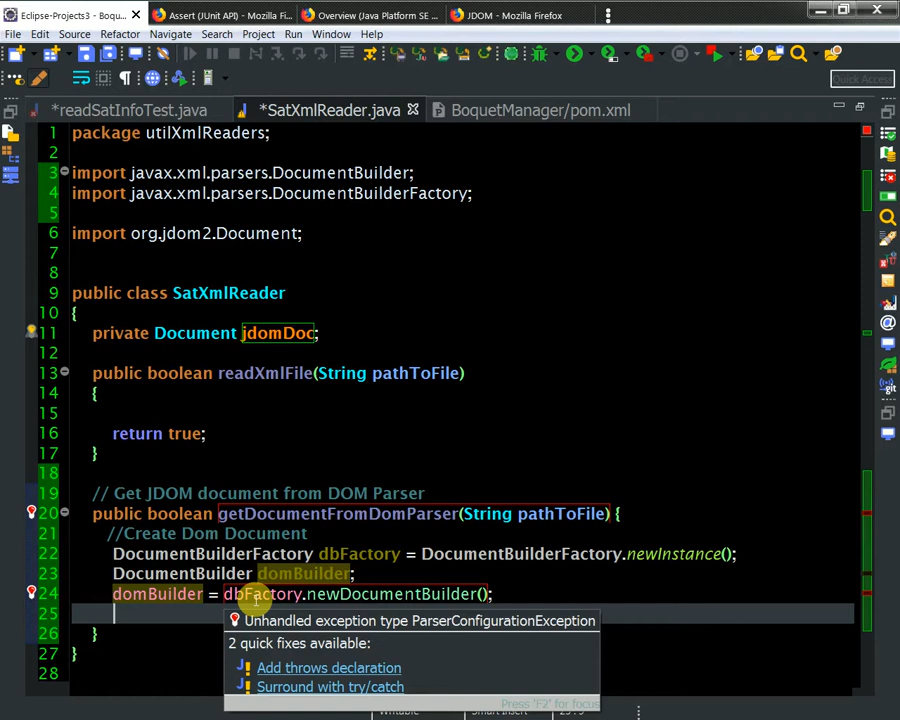 Eclipse-Projects3 - Boqu... Assert (JUnit API) - Mozilla Fi... Overview (Java Platform SE ... JDOM - Mozilla Firefox
File Edit Source Refactor Navigate Search Project Run Window Help
Quick Access
*readSatInfoTest.java *SatXmlReader.java BoquetManager/pom.xml
1 package utilXmlReaders;
2
3 import javax.xml.parsers.DocumentBuilder;
4 import javax.xml.parsers.DocumentBuilderFactory;
5
6 import org.jdom2.Document;
7
8
9 public class SatXmlReader
10 {
11 private Document jdomDoc;
12
13 public boolean readXmlFile(String pathToFile)
14 {
15
16 return true;
17 }
18
19 // Get JDOM document from DOM Parser
20 public boolean getDocumentFromDomParser(String pathToFile) {
21 //Create Dom Document
22 DocumentBuilderFactory dbFactory = DocumentBuilderFactory.newInstance();
23 DocumentBuilder domBuilder;
24 domBuilder = dbFactory.newDocumentBuilder();
25
Unhandled exception type ParserConfigurationException
26 }
2 quick fixes available:
27 }
Add throws declaration
28
Surround with try/catch
Press 'F2' for focus